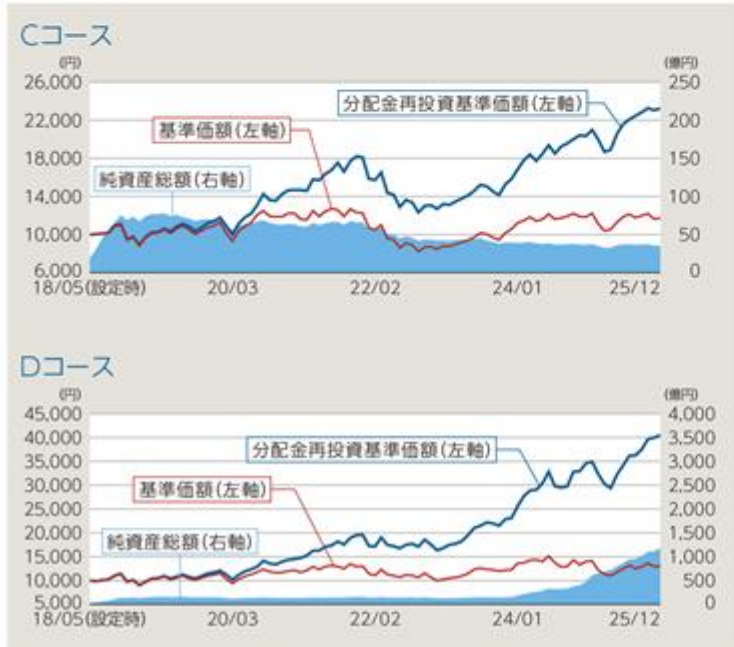 Cコース
(円) (億円)
26,000 250
分配金再投資基準価額(左軸)
22,000 200
基準価額(左軸)
18,000 150
純資産総額(右軸)
14,000 100
10,000 50
6,000 0
18/05(設定時) 20/03 22/02 24/01 25/12
Dコース
(円) (億円)
45,000 4,000
40,000 3,500
分配金再投資基準価額(左軸)
35,000 3,000
30,000 2,500
基準価額(左軸)
25,000 2,000
20,000 1,500
純資産総額(右軸)
15,000 1,000
10,000 500
5,000 0
18/05(設定時) 20/03 22/02 24/01 25/12